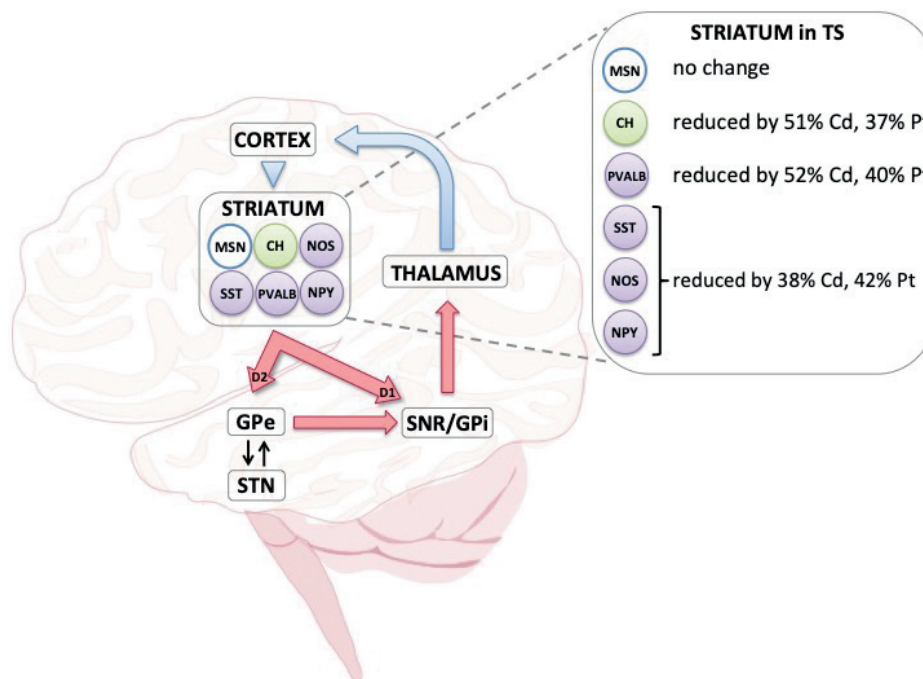 STRIATUM in TS
MSN no change
CH reduced by 51% Cd, 37% Pt
PVALB reduced by 52% Cd, 40% Pt
SST
NOS reduced by 38% Cd, 42% Pt
NPY
CORTEX
STRIATUM
MSN CH NOS
SST PVALB NPY
THALAMUS
D2 D1
GPe SNR/GPi
STN